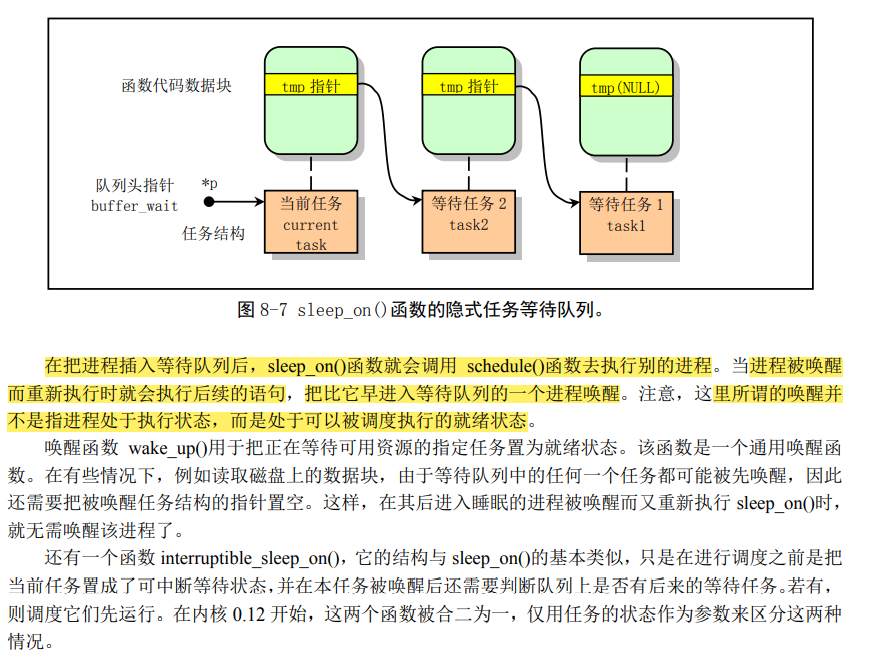 函数代码数据块
tmp 指针
tmp 指针
tmp(NULL)
队列头指针
buffer_wait
*p
任务结构
当前任务
current
task
等待任务 2
task2
等待任务 1
task1
图 8-7 sleep_on()函数的隐式任务等待队列。
在把进程插入等待队列后，sleep_on()函数就会调用 schedule()函数去执行别的进程。当进程被唤醒
而重新执行时就会执行后续的语句，把比它早进入等待队列的一个进程唤醒。注意，这里所谓的唤醒并
不是指进程处于执行状态，而是处于可以被调度执行的就绪状态。
唤醒函数 wake_up()用于把正在等待可用资源的指定任务置为就绪状态。该函数是一个通用唤醒函
数。在有些情况下，例如读取磁盘上的数据块，由于等待队列中的任何一个任务都可能被先唤醒，因此
还需要把被唤醒任务结构的指针置空。这样，在其后进入睡眠的进程被唤醒而又重新执行 sleep_on()时，
就无需唤醒该进程了。
还有一个函数 interruptible_sleep_on()，它的结构与 sleep_on()的基本类似，只是在进行调度之前是把
当前任务置成了可中断等待状态，并在本任务被唤醒后还需要判断队列上是否有后来的等待任务。若有，
则调度它们先运行。在内核 0.12 开始，这两个函数被合二为一，仅用任务的状态作为参数来区分这两种
情况。